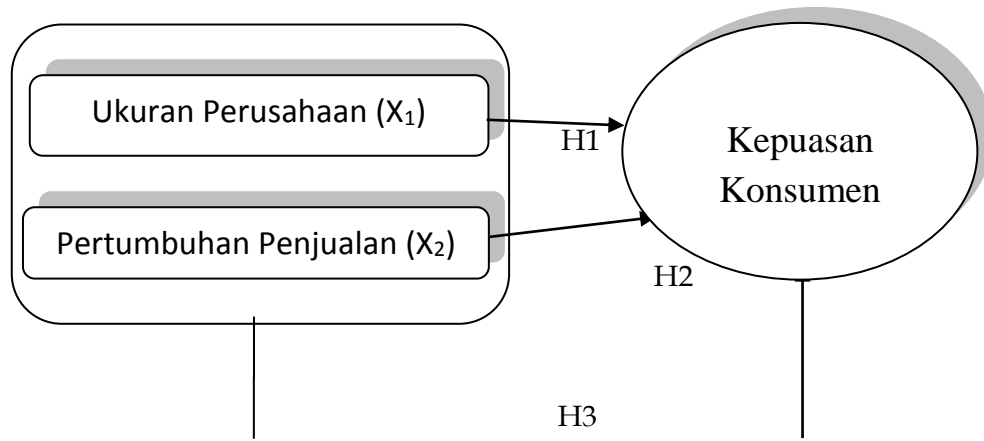 Ukuran Perusahaan (X₁)
H1
Kepuasan
Konsumen
Pertumbuhan Penjualan (X₂)
H2
H3